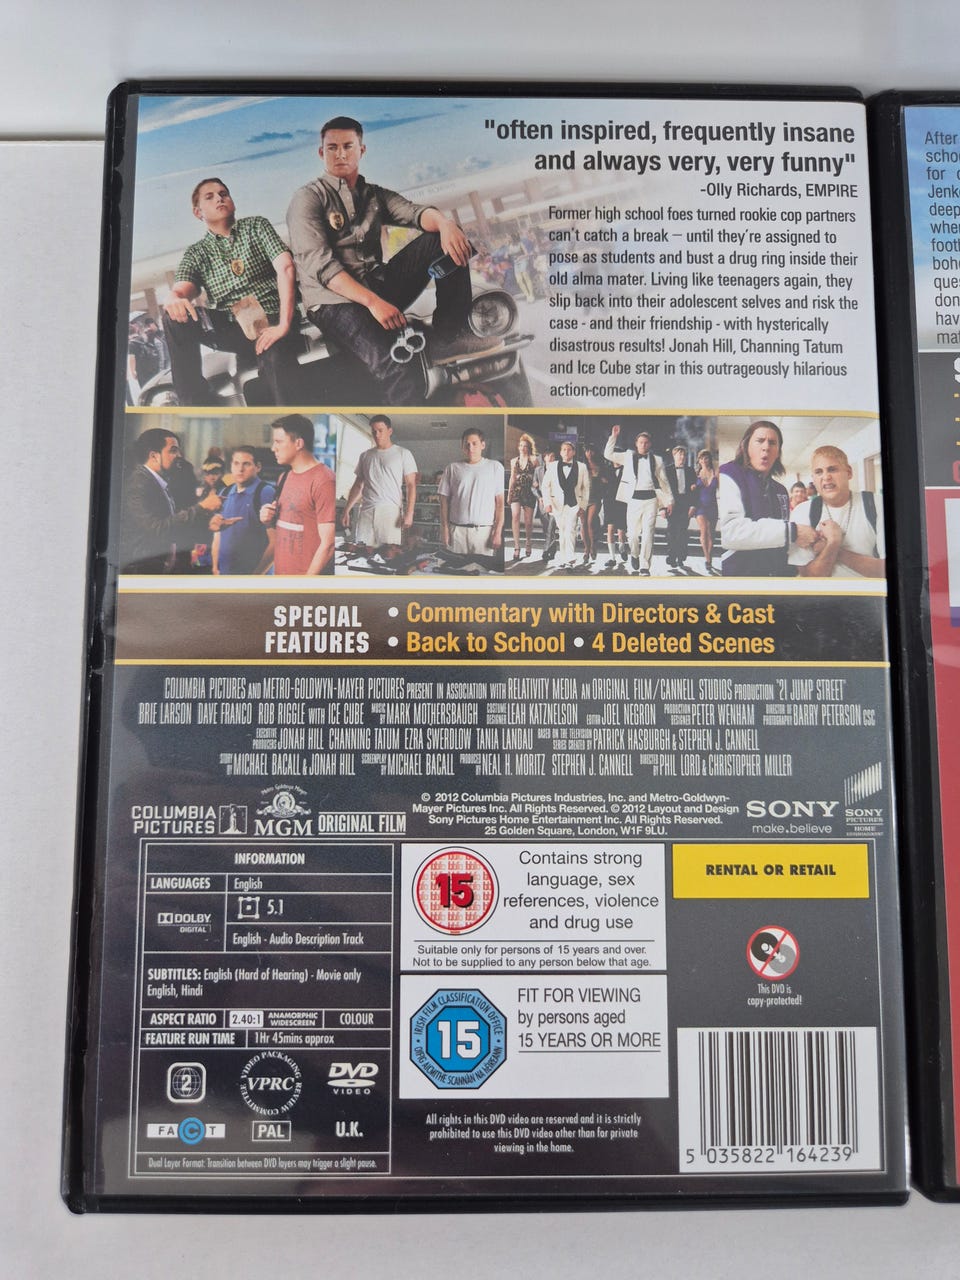 "often inspired, frequently insane
and always very, very funny"
-Olly Richards, EMPIRE
Former high school foes turned rookie cop partners
can't catch a break – until they're assigned to
pose as students and bust a drug ring inside their
old alma mater. Living like teenagers again, they
slip back into their adolescent selves and risk the
case - and their friendship - with hysterically
disastrous results! Jonah Hill, Channing Tatum
and Ice Cube star in this outrageously hilarious
action-comedy!
SPECIAL
FEATURES
• Commentary with Directors & Cast
• Back to School • 4 Deleted Scenes
COLUMBIA PICTURES AND METRO-GOLDWYN-MAYER PICTURES PRESENT IN ASSOCIATION WITH RELATIVITY MEDIA AN ORIGINAL FILM/CANNELL STUDIOS PRODUCTION "21 JUMP STREET"
BRIE LARSON DAVE FRANCO ROB RIGGLE WITH ICE CUBE MUSIC BY MARK MOTHERSBAUGH COSTUME DESIGNER LEAH KATZNELSON EDITOR JOEL NEGRON PRODUCTION DESIGNER PETER WENHAM DIRECTOR OF PHOTOGRAPHY BARRY PETERSON CSC
EXECUTIVE PRODUCERS JONAH HILL CHANNING TATUM EZRA SWERDLOW TANIA LANDAU BASED ON THE TELEVISION SERIES CREATED BY PATRICK HASBURGH & STEPHEN J. CANNELL
STORY BY MICHAEL BACALL & JONAH HILL SCREENPLAY BY MICHAEL BACALL PRODUCED BY NEAL H. MORITZ STEPHEN J. CANNELL DIRECTED BY PHIL LORD & CHRISTOPHER MILLER
COLUMBIA
PICTURES
Metro Goldwyn Mayer
MGM
ORIGINAL FILM
© 2012 Columbia Pictures Industries, Inc. and Metro-Goldwyn-
Mayer Pictures Inc. All Rights Reserved. © 2012 Layout and Design
Sony Pictures Home Entertainment Inc. All Rights Reserved.
25 Golden Square, London, W1F 9LU.
SONY
make.believe
SONY
PICTURES
HOME
ENTERTAINMENT
INFORMATION
LANGUAGES
English
DOLBY
DIGITAL
5.1
English - Audio Description Track
SUBTITLES: English (Hard of Hearing) - Movie only
English, Hindi
ASPECT RATIO 2.40:1 ANAMORPHIC WIDESCREEN COLOUR
FEATURE RUN TIME 1Hr 45mins approx
2
VIDEO PACKAGING REVIEW COMMITTEE
VPRC
DVD
VIDEO
FACT
PAL
U.K.
Dual Layer Format: Transition between DVD layers may trigger a slight pause.
15
Contains strong
language, sex
references, violence
and drug use
Suitable only for persons of 15 years and over.
Not to be supplied to any person below that age.
IRISH FILM CLASSIFICATION OFFICE
15
OIFIG AICMITHE SCANNÁN NA hÉIREANN
FIT FOR VIEWING
by persons aged
15 YEARS OR MORE
All rights in this DVD video are reserved and it is strictly
prohibited to use this DVD video other than for private
viewing in the home.
RENTAL OR RETAIL
This DVD is
copy-protected!
5 035822 164239
After
for
Jenk
deep
foot